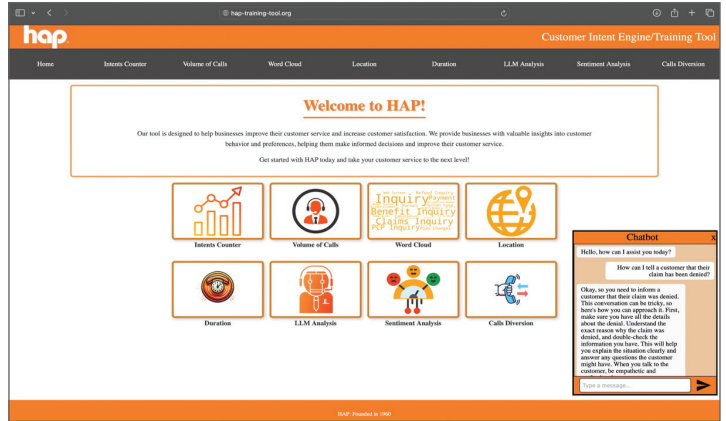 hap-training-tool.org
hap
Customer Intent Engine/Training Tool
Home Intents Counter Volume of Calls Word Cloud Location Duration LLM Analysis Sentiment Analysis Calls Diversion
Welcome to HAP!
Our tool is designed to help businesses improve their customer service and increase customer satisfaction. We provide businesses with valuable insights into customer
behavior and preferences, helping them make informed decisions and improve their customer service.
Get started with HAP today and take your customer service to the next level!
Refund Inquiry
Inquiry Payment
Benefit Inquiry
Claims Inquiry
PCP Inquiry Plan Changes
Intents Counter Volume of Calls Word Cloud Location
Duration LLM Analysis Sentiment Analysis Calls Diversion
Chatbot x
Hello, how can I assist you today?
How can I tell a customer that their
claim has been denied?
Okay, so you need to inform a
customer that their claim was denied.
This conversation can be tricky, so
here's how you can approach it. First,
make sure you have all the details
about the denial. Understand the
exact reason why the claim was
denied, and double-check the
information you have. This will help
you explain the situation clearly and
answer any questions the customer
might have. When you talk to the
customer, be empathetic and
Type a message...
HAP: Founded in 1960